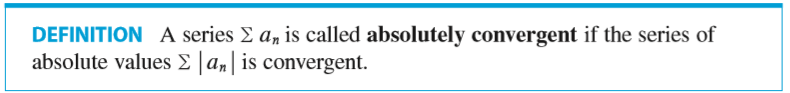 DEFINITION A series Σ aₙ is called absolutely convergent if the series of
absolute values Σ |aₙ| is convergent.